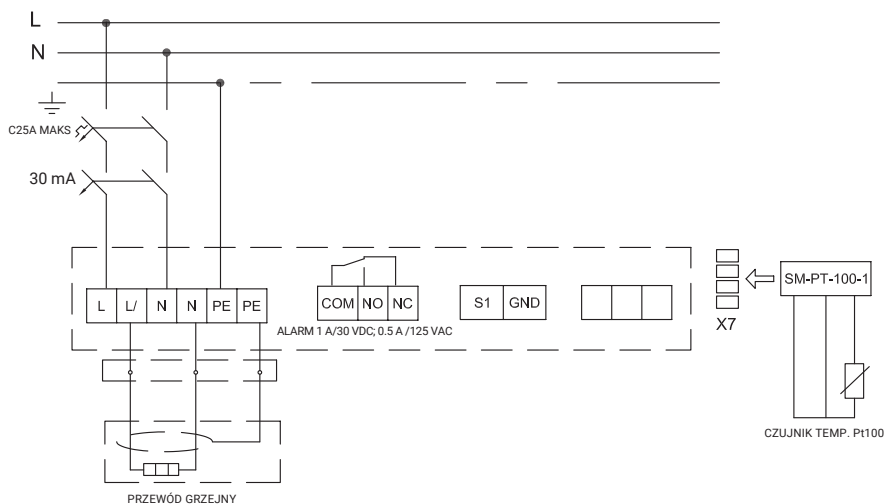 L
N
C25A MAKS
30 mA
L L/ N N PE PE
COM NO NC
S1 GND
ALARM 1 A/30 VDC; 0.5 A /125 VAC
X7
SM-PT-100-1
CZUJNIK TEMP. Pt100
PRZEWÓD GRZEJNY